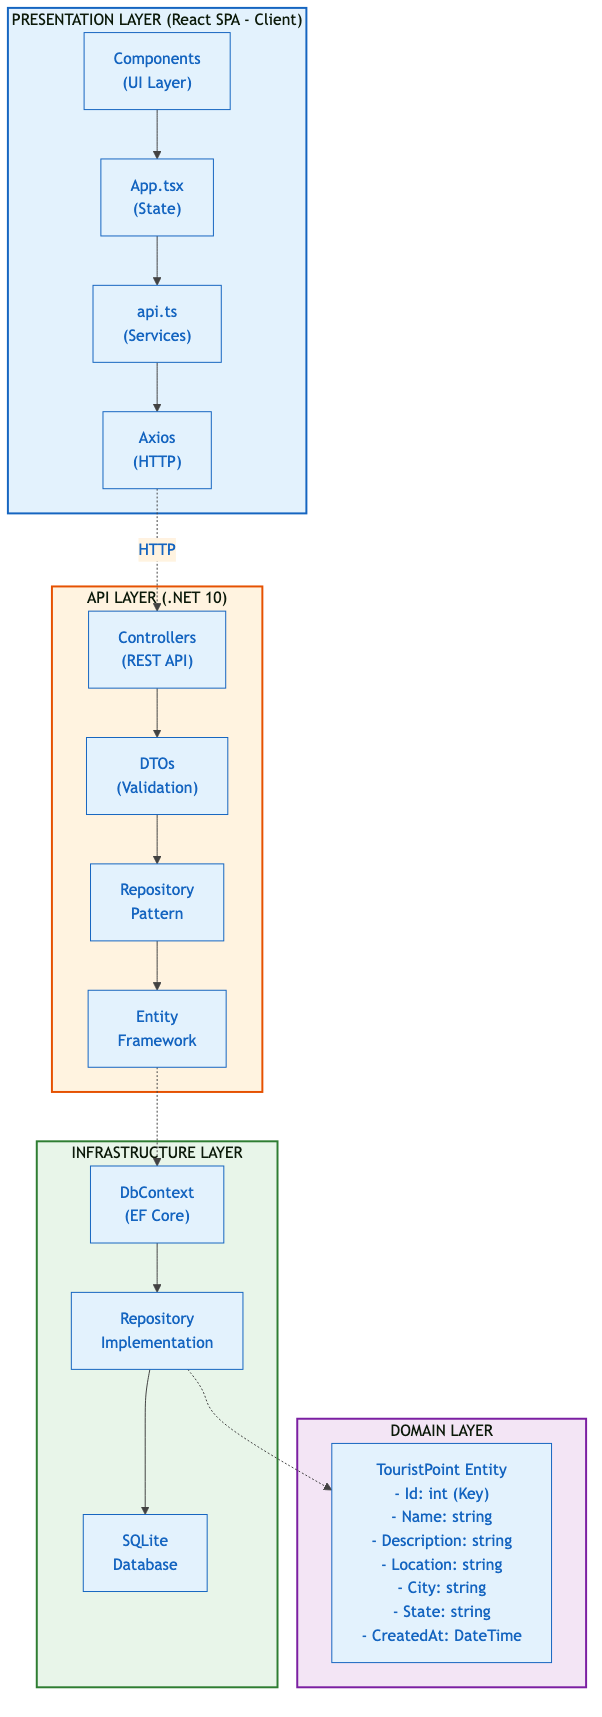 PRESENTATION LAYER (React SPA - Client)
Components
(UI Layer)
App.tsx
(State)
api.ts
(Services)
Axios
(HTTP)
HTTP
API LAYER (.NET 10)
Controllers
(REST API)
DTOs
(Validation)
Repository
Pattern
Entity
Framework
INFRASTRUCTURE LAYER
DbContext
(EF Core)
Repository
Implementation
SQLite
Database
DOMAIN LAYER
TouristPoint Entity
- Id: int (Key)
- Name: string
- Description: string
- Location: string
- City: string
- State: string
- CreatedAt: DateTime